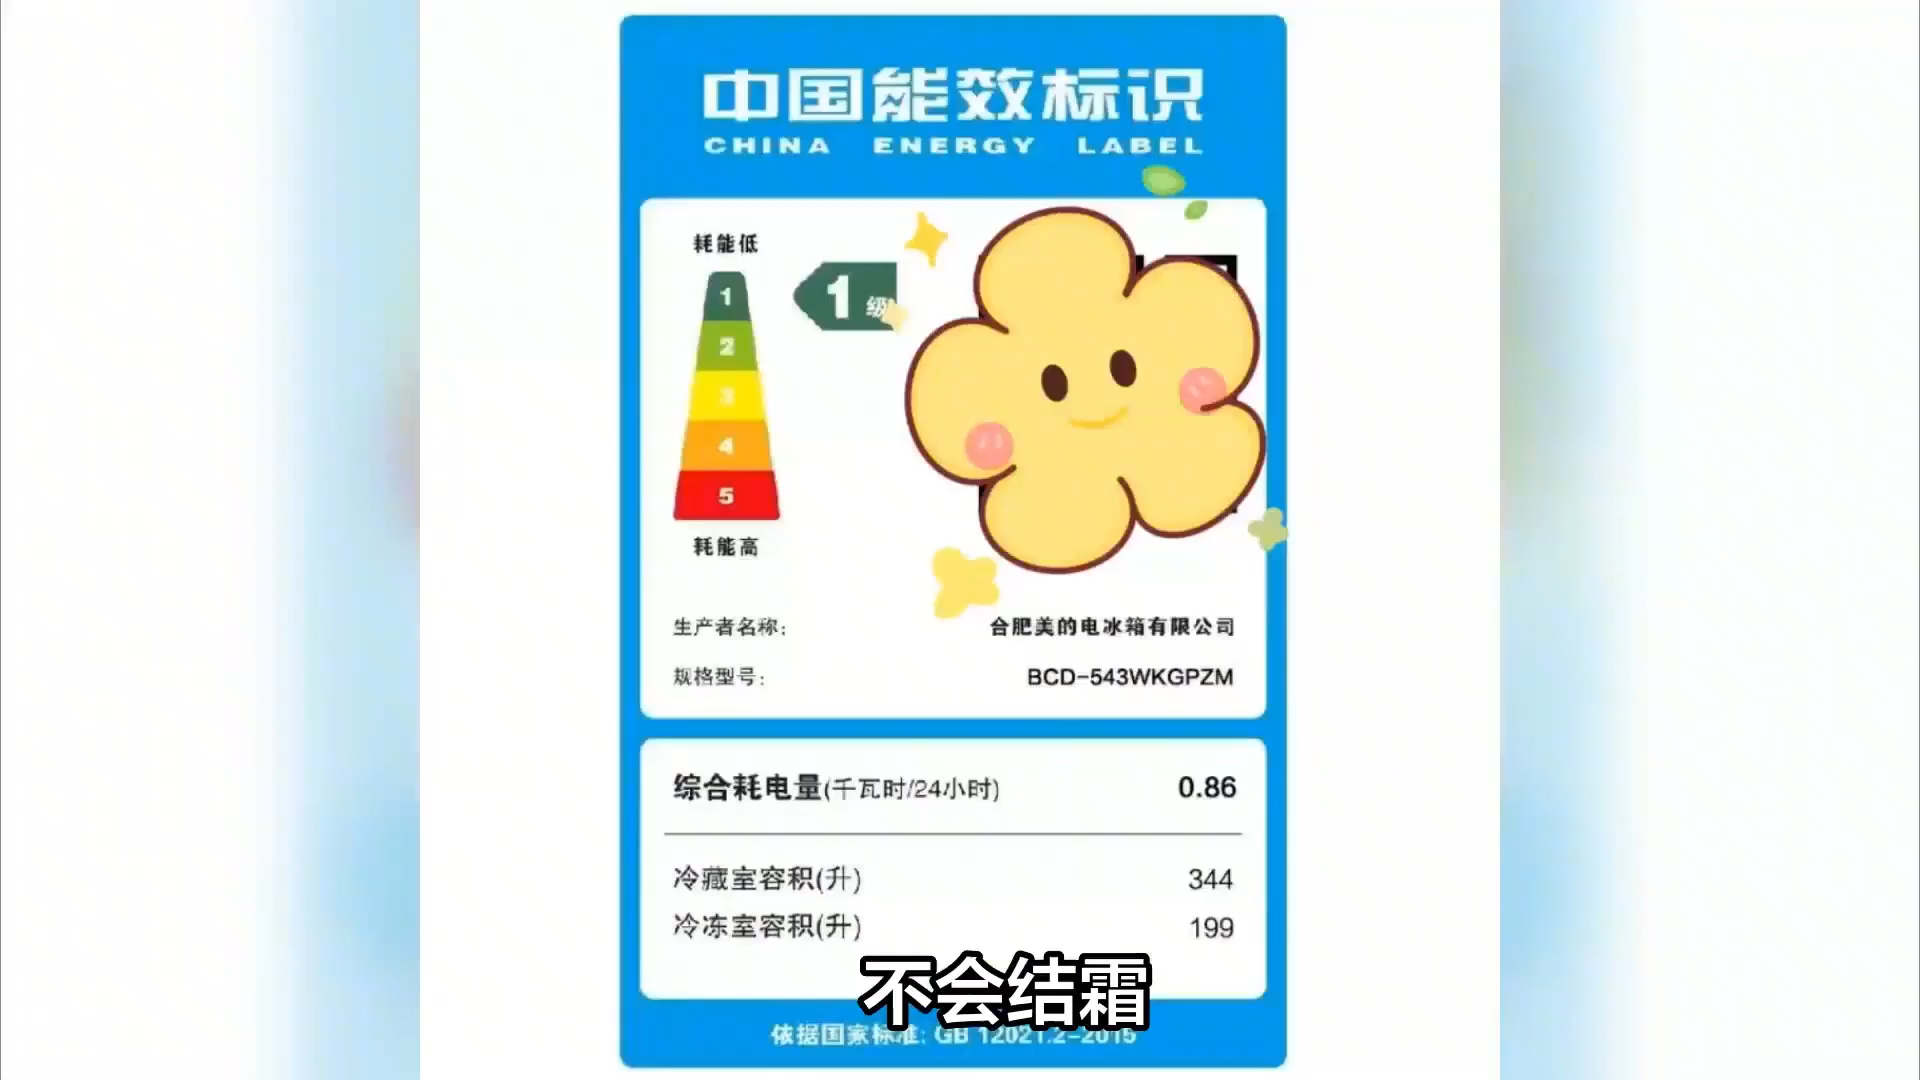 中国能效标识
CHINA ENERGY LABEL
耗能低
1
1级
2
3
4
5
耗能高
生产者名称: 合肥美的电冰箱有限公司
规格型号: BCD-543WKGPZM
综合耗电量(千瓦时/24小时) 0.86
冷藏室容积(升) 344
冷冻室容积(升) 199
不会结霜
依据国家标准: GB 12021.2-2015